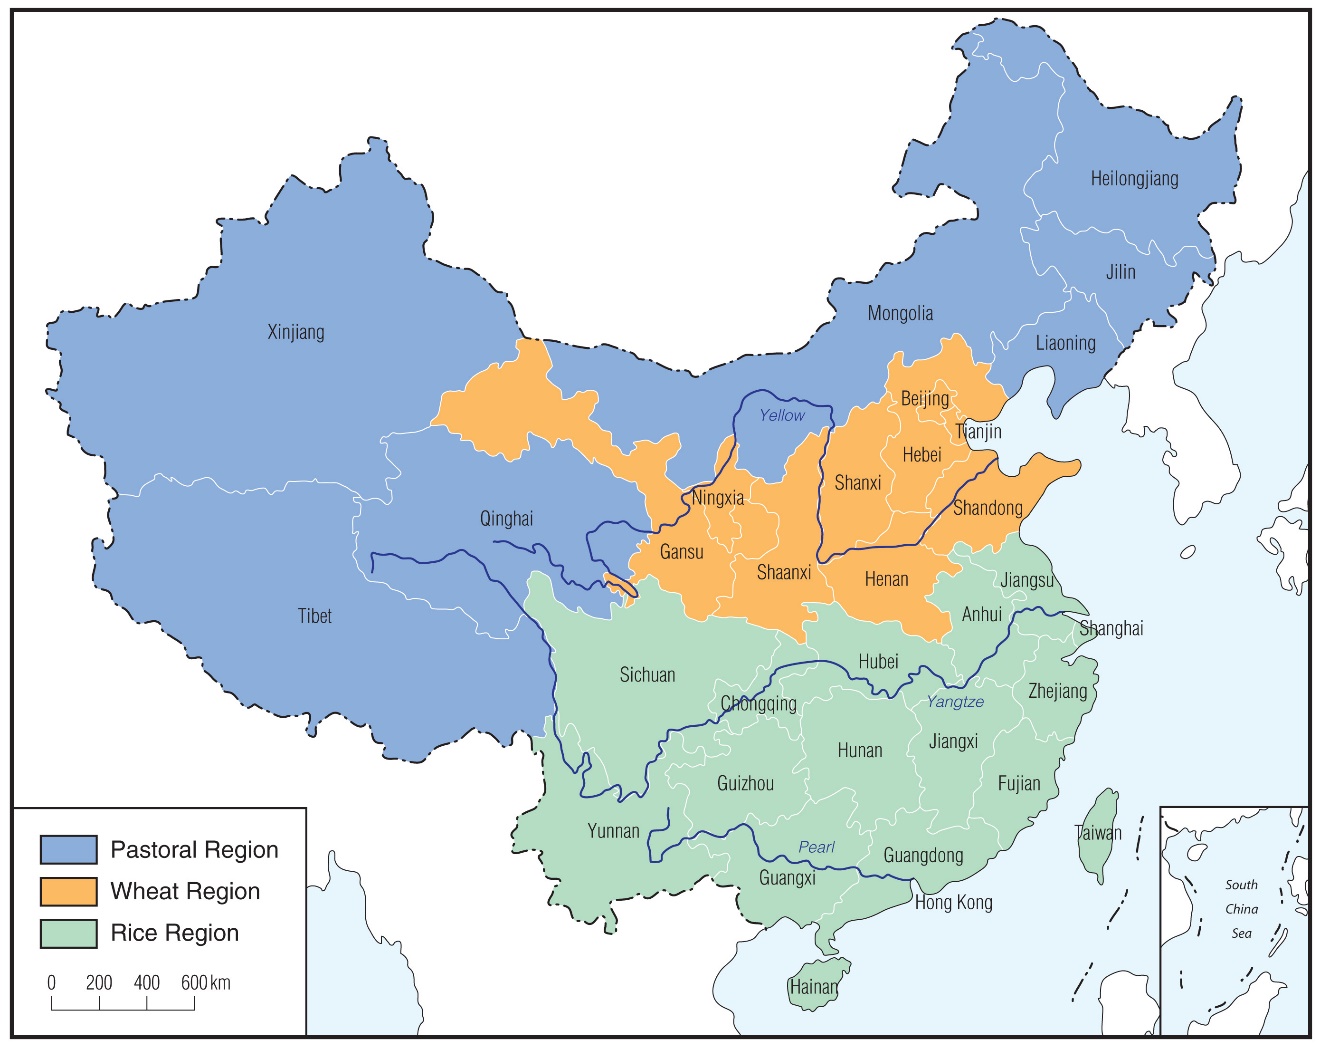 Heilongjiang
Jilin
Mongolia
Xinjiang
Liaoning
Beijing
Yellow
Tianjin
Hebei
Shanxi
Ningxia
Shandong
Qinghai
Gansu
Shaanxi
Henan
Jiangsu
Tibet
Anhui
Shanghai
Hubei
Sichuan
Zhejiang
Chongqing
Yangtze
Jiangxi
Hunan
Guizhou
Fujian
Yunnan
Taiwan
Pearl
Guangdong
Guangxi
Hong Kong
Hainan
Pastoral Region
Wheat Region
Rice Region
0 200 400 600 km
South
China
Sea